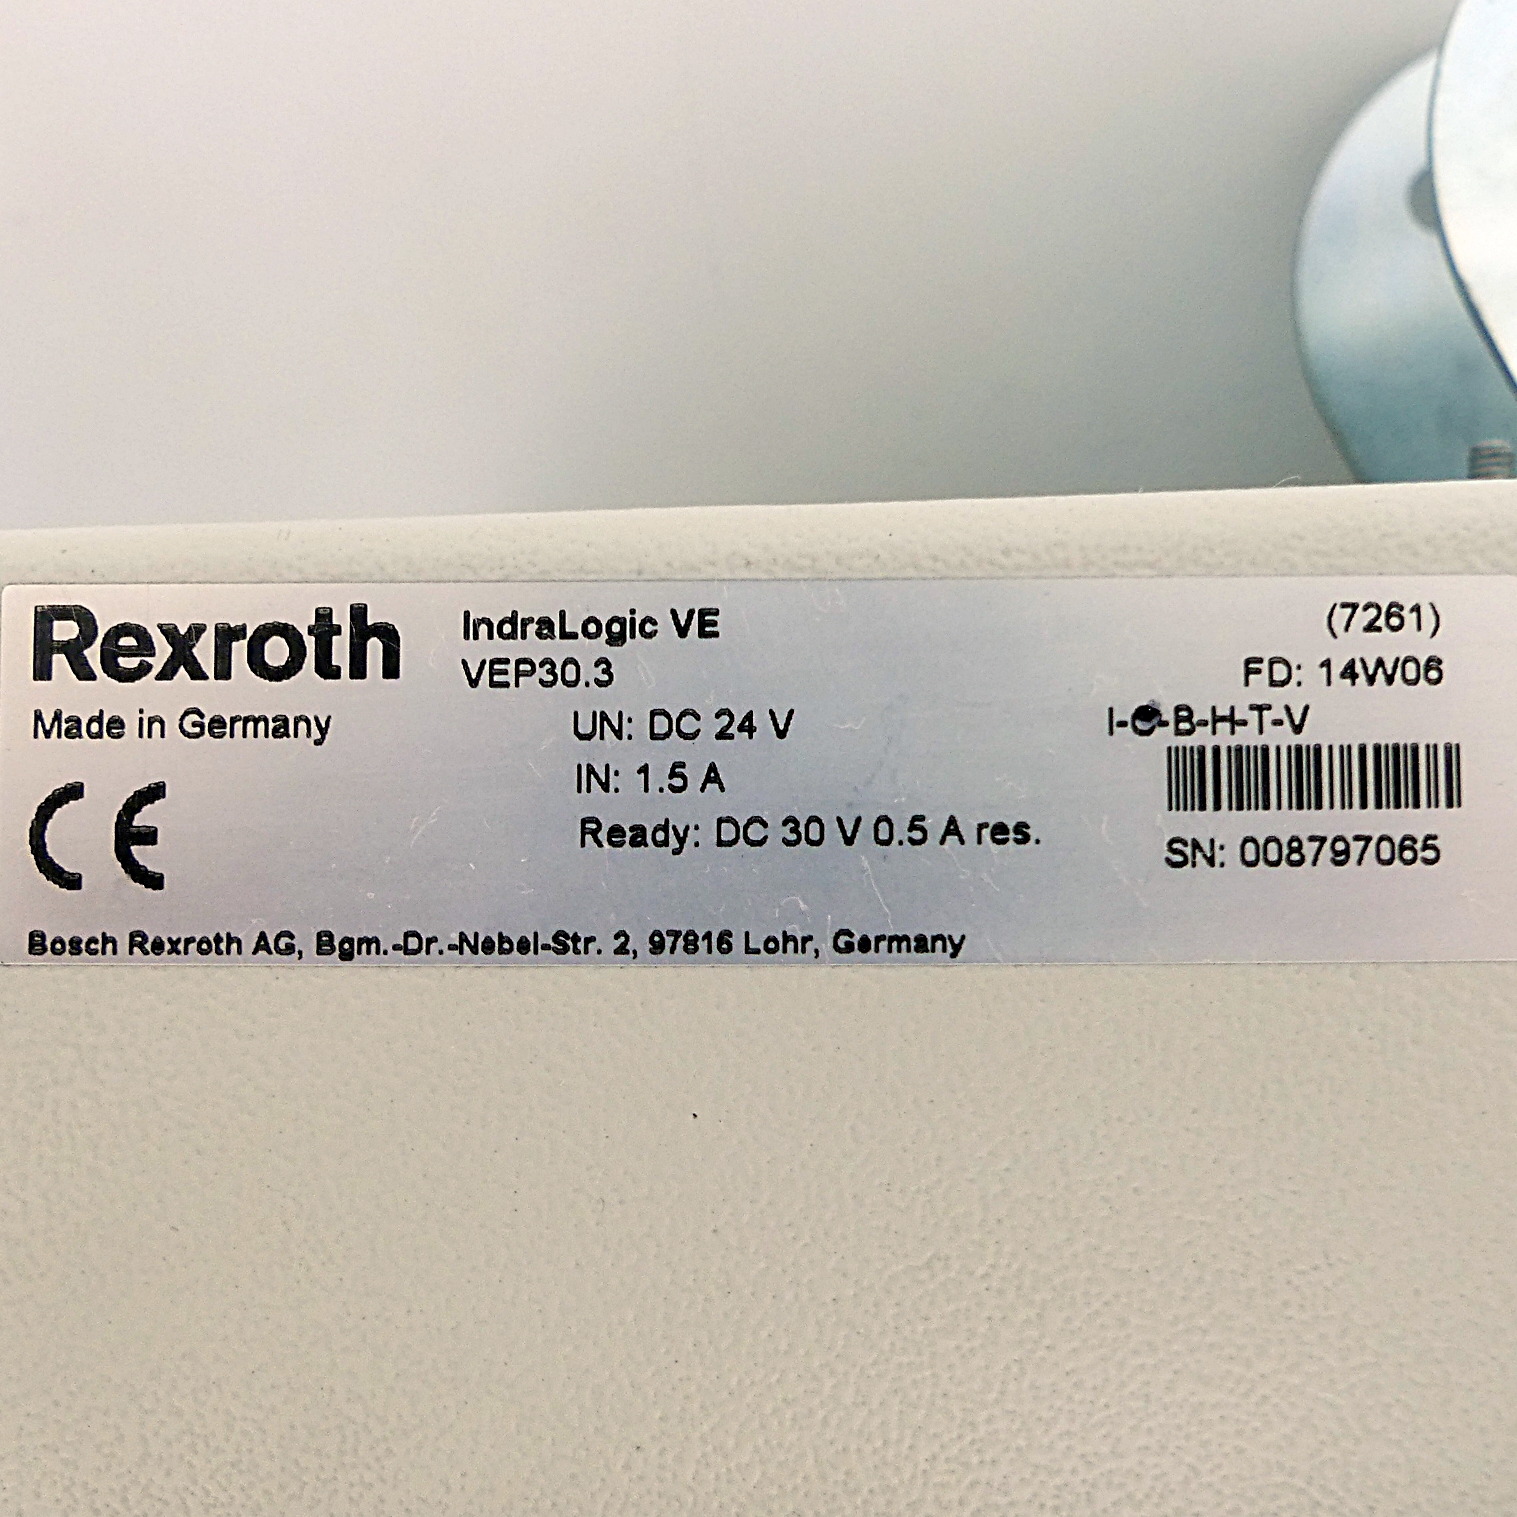 Rexroth
IndraLogic VE
(7261)
VEP30.3
FD: 14W06
Made in Germany
UN: DC 24 V
B-H-T-V
IN: 1.5 A
CE
Ready: DC 30 V 0.5 A res.
SN: 008797065
Bosch Rexroth AG, Bgm.-Dr.-Nebel-Str. 2, 97816 Lohr, Germany